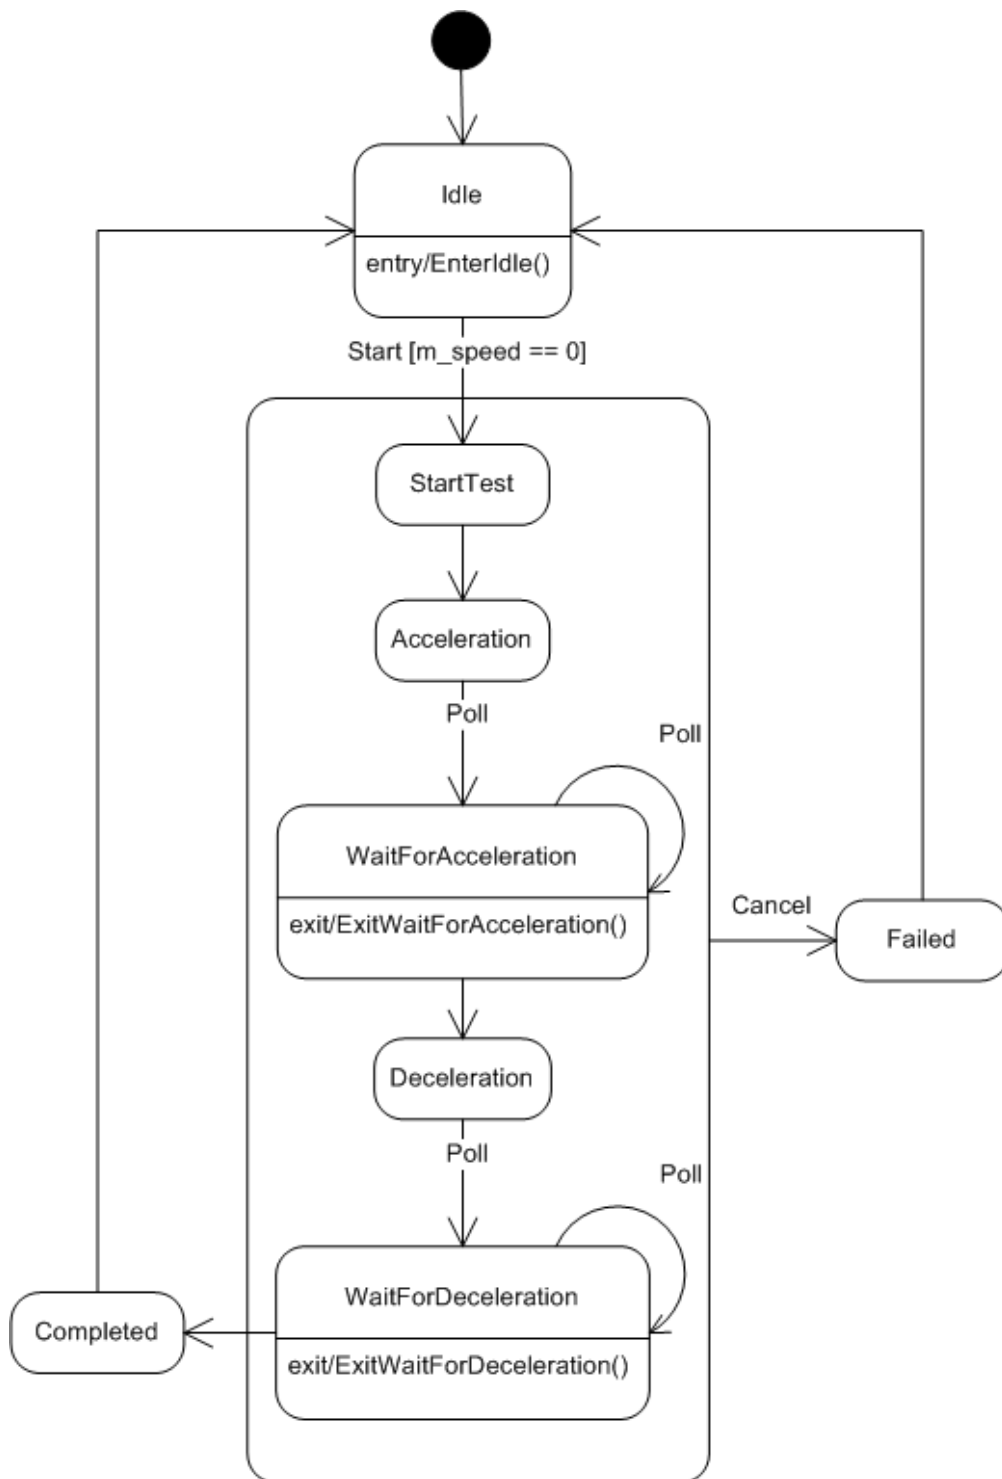 Idle
entry/EnterIdle()
Start [m_speed == 0]
StartTest
Acceleration
Poll
Poll
WaitForAcceleration
exit/ExitWaitForAcceleration()
Cancel
Failed
Deceleration
Poll
Poll
WaitForDeceleration
Completed
exit/ExitWaitForDeceleration()